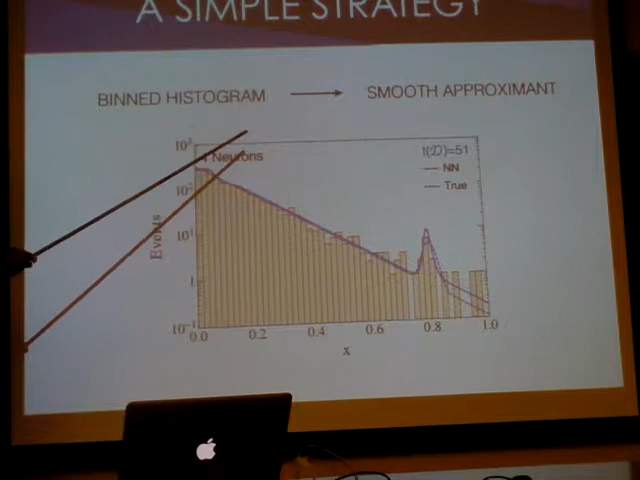 A SIMPLE STRATEGY
BINNED HISTOGRAM SMOOTH APPROXIMANT
4 Neurons
t(D)=51
NN
True
Events
10³
10²
10¹
1
10⁻¹
0.0 0.2 0.4 0.6 0.8 1.0
x